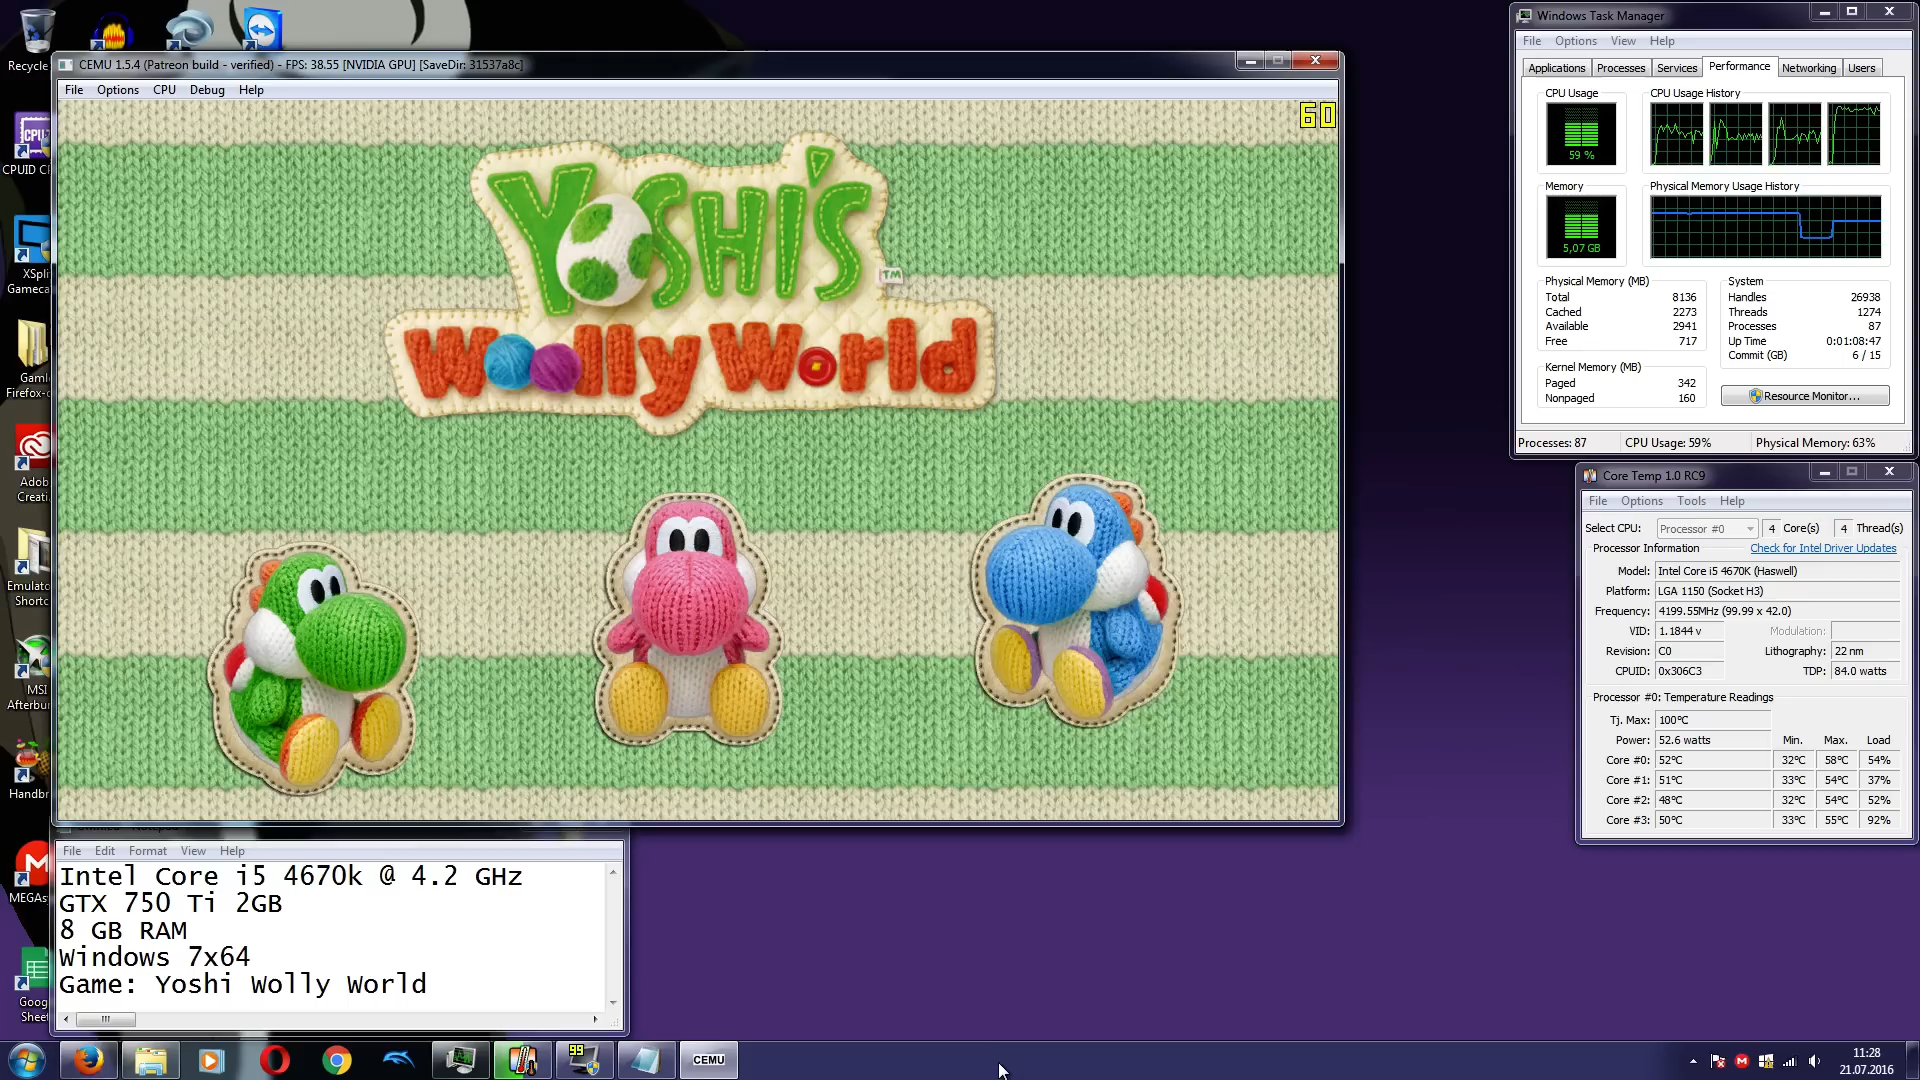 Recycle
CPUID C
XSpli
Gameca
Gaml
Firefox-c
Adob
Creati
Emulato
Shortc
MSI
Afterbu
Handbr
MEGAs
Goog
Sheet
CEMU 1.5.4 (Patreon build - verified) - FPS: 38.55 [NVIDIA GPU] [SaveDir: 31537a8c]
File Options CPU Debug Help
60
YOSHI'S
TM
Woolly World
File Edit Format View Help
Intel Core i5 4670k @ 4.2 GHz
GTX 750 Ti 2GB
8 GB RAM
Windows 7x64
Game: Yoshi Wolly World
Windows Task Manager
File Options View Help
Applications Processes Services Performance Networking Users
CPU Usage CPU Usage History
59 %
Memory Physical Memory Usage History
5,07 GB
Physical Memory (MB)
Total 8136
Cached 2273
Available 2941
Free 717
Kernel Memory (MB)
Paged 342
Nonpaged 160
System
Handles 26938
Threads 1274
Processes 87
Up Time 0:01:08:47
Commit (GB) 6 / 15
Resource Monitor...
Processes: 87 CPU Usage: 59% Physical Memory: 63%
Core Temp 1.0 RC9
File Options Tools Help
Select CPU: Processor #0 4 Core(s) 4 Thread(s)
Processor Information Check for Intel Driver Updates
Model: Intel Core i5 4670K (Haswell)
Platform: LGA 1150 (Socket H3)
Frequency: 4199.55MHz (99.99 x 42.0)
VID: 1.1844 v Modulation:
Revision: C0 Lithography: 22 nm
CPUID: 0x306C3 TDP: 84.0 watts
Processor #0: Temperature Readings
Tj. Max: 100°C
Power: 52.6 watts Min. Max. Load
Core #0: 52°C 32°C 58°C 54%
Core #1: 51°C 33°C 54°C 37%
Core #2: 48°C 32°C 54°C 52%
Core #3: 50°C 33°C 55°C 92%
99
CEMU
11:28
21.07.2016